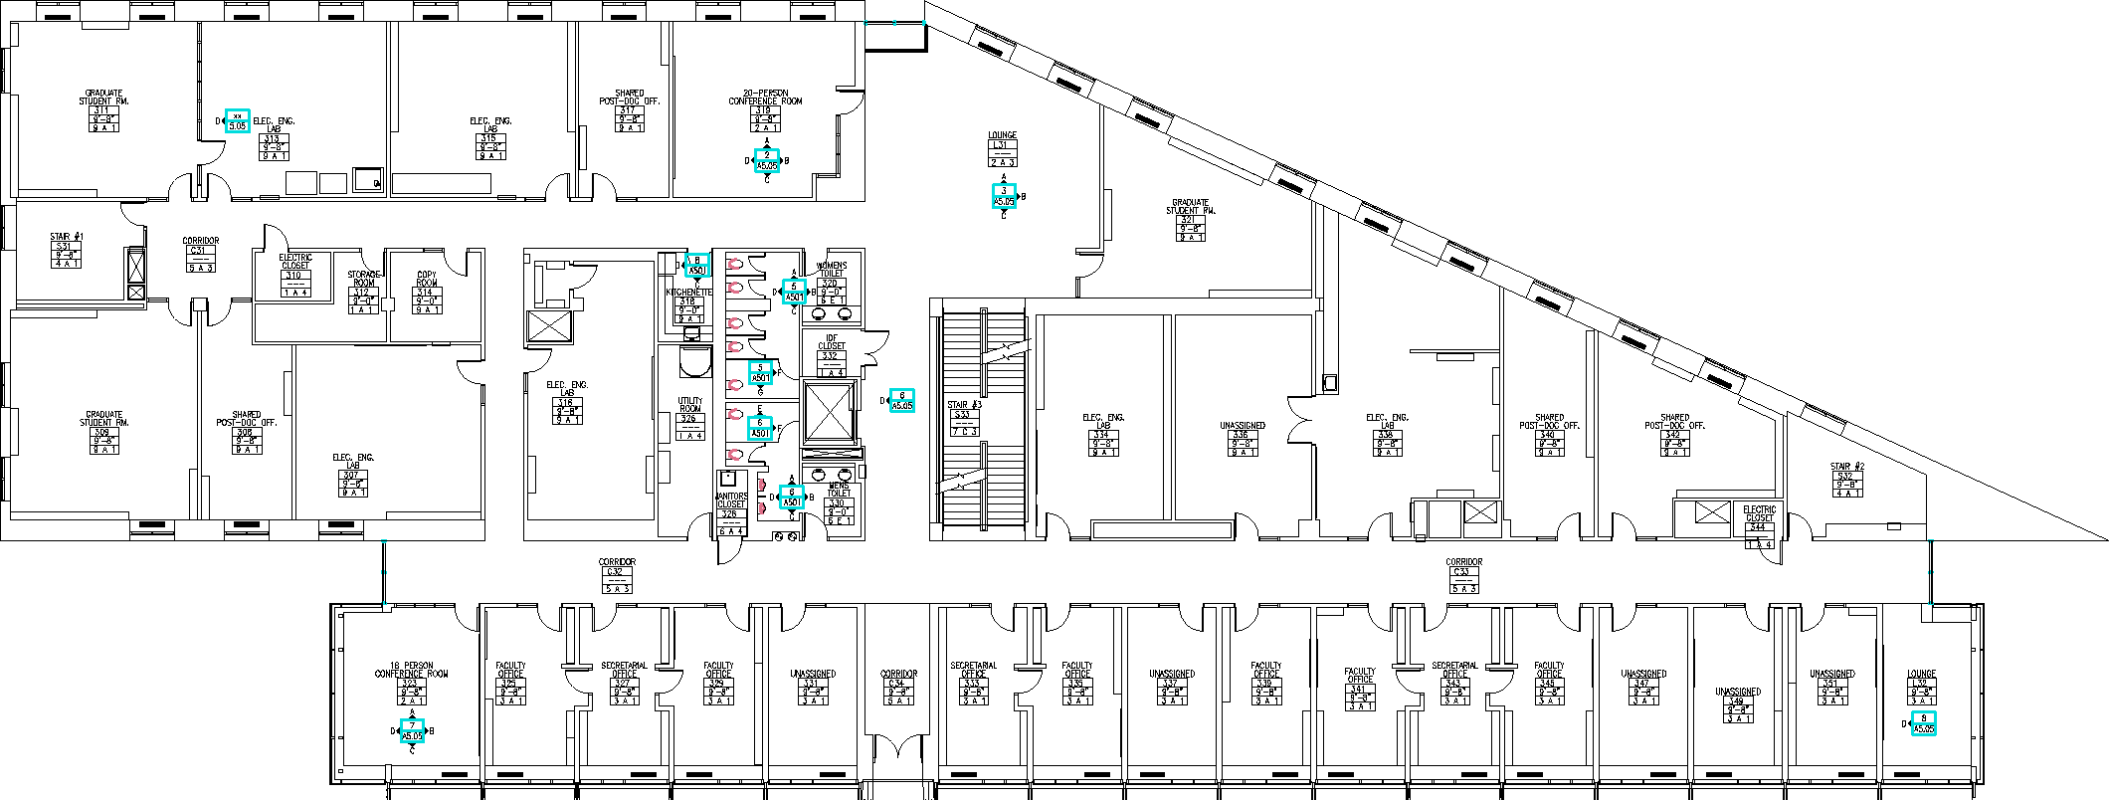 GRADUATE
STUDENT RM.
311
9'-8"
9 A 1
D
xx
5.05
ELEC. ENG.
LAB
313
9'-8"
9 A 1
ELEC. ENG.
LAB
315
9'-8"
9 A 1
SHARED
POST-DOC OFF.
317
9'-8"
9 A 1
20-PERSON
CONFERENCE ROOM
319
9'-8"
2 A 1
A
D 2 B
A5.05
C
LOUNGE
L31
---
2 A 3
A
3 B
A5.05
C
GRADUATE
STUDENT RM.
321
9'-8"
9 A 1
STAIR #1
S31
9'-8"
4 A 1
CORRIDOR
C31
---
5 A 3
ELECTRIC
CLOSET
310
---
1 A 4
STORAGE
ROOM
312
9'-0"
1 A 1
COPY
ROOM
314
9'-0"
9 A 1
8
A501
C
KITCHENETTE
318
9'-0"
9 A 1
A
D 5 B
A501
C
WOMENS
TOILET
320
9'-0"
6 E 1
IDF
CLOSET
332
---
1 A 4
5 F
A501
G
D 6
A5.05
GRADUATE
STUDENT RM.
309
9'-8"
9 A 1
SHARED
POST-DOC OFF.
308
9'-8"
9 A 1
ELEC. ENG.
LAB
307
9'-8"
9 A 1
ELEC. ENG.
LAB
316
9'-8"
9 A 1
UTILITY
ROOM
326
---
1 A 4
E
6 F
A501
A
D 6 B
A501
C
JANITORS
CLOSET
328
---
6 A 4
MENS
TOILET
330
9'-0"
6 E 1
STAIR #3
S33
---
7 C 3
ELEC. ENG.
LAB
334
9'-8"
9 A 1
UNASSIGNED
336
9'-8"
9 A 1
ELEC. ENG.
LAB
338
9'-8"
9 A 1
SHARED
POST-DOC OFF.
340
9'-8"
9 A 1
SHARED
POST-DOC OFF.
342
9'-8"
9 A 1
STAIR #2
S32
9'-8"
4 A 1
ELECTRIC
CLOSET
344
---
1 A 4
CORRIDOR
C32
---
5 A 3
CORRIDOR
C33
---
5 A 3
18 PERSON
CONFERENCE ROOM
323
9'-8"
2 A 1
A
D 7 B
A5.05
C
FACULTY
OFFICE
325
9'-8"
3 A 1
SECRETARIAL
OFFICE
327
9'-8"
3 A 1
FACULTY
OFFICE
329
9'-8"
3 A 1
UNASSIGNED
331
9'-8"
3 A 1
CORRIDOR
C34
9'-8"
5 A 1
SECRETARIAL
OFFICE
333
9'-8"
3 A 1
FACULTY
OFFICE
335
9'-8"
3 A 1
UNASSIGNED
337
9'-8"
3 A 1
FACULTY
OFFICE
339
9'-8"
3 A 1
FACULTY
OFFICE
341
9'-8"
3 A 1
SECRETARIAL
OFFICE
343
9'-8"
3 A 1
FACULTY
OFFICE
345
9'-8"
3 A 1
UNASSIGNED
347
9'-8"
3 A 1
UNASSIGNED
349
9'-8"
3 A 1
UNASSIGNED
351
9'-8"
3 A 1
LOUNGE
L32
9'-8"
3 A 1
D
A5.05